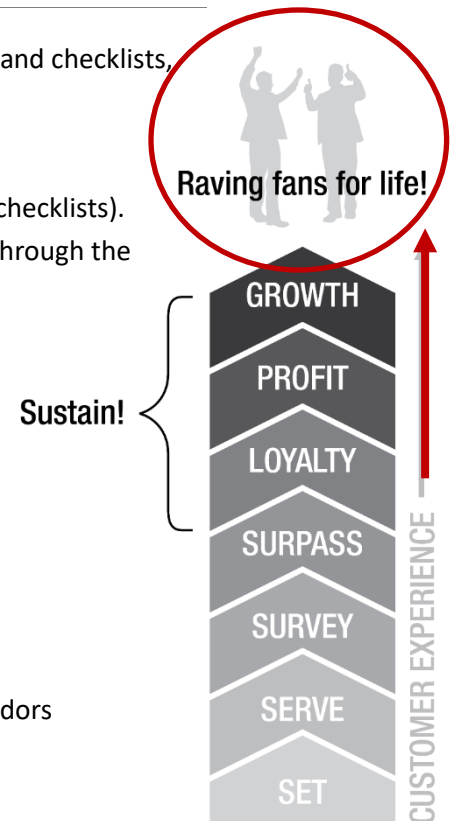 and checklists,
Raving fans for life!
checklists).
hrough the
GROWTH
PROFIT
Sustain!
LOYALTY
SURPASS
SURVEY
SERVE
dors
SET
CUSTOMER EXPERIENCE